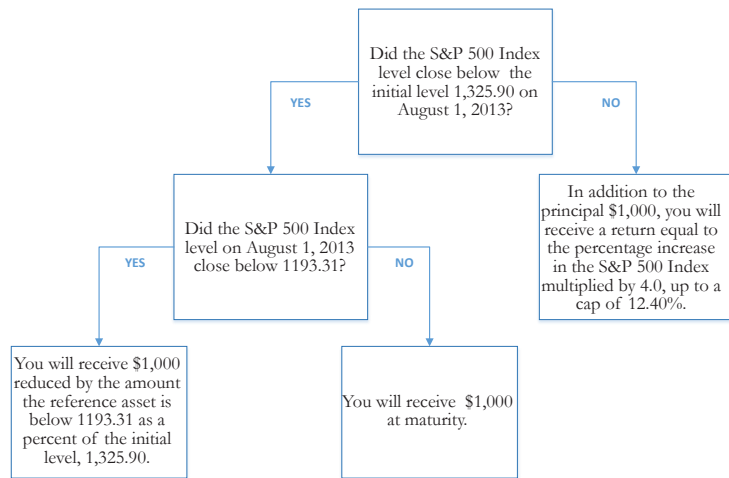 Did the S&P 500 Index
level close below the
initial level 1,325.90 on
August 1, 2013?
YES
NO
Did the S&P 500 Index
level on August 1, 2013
close below 1193.31?
In addition to the
principal $1,000, you will
receive a return equal to
the percentage increase
in the S&P 500 Index
multiplied by 4.0, up to a
cap of 12.40%.
YES
NO
You will receive $1,000
reduced by the amount
the reference asset is
below 1193.31 as a
percent of the initial
level, 1,325.90.
You will receive $1,000
at maturity.